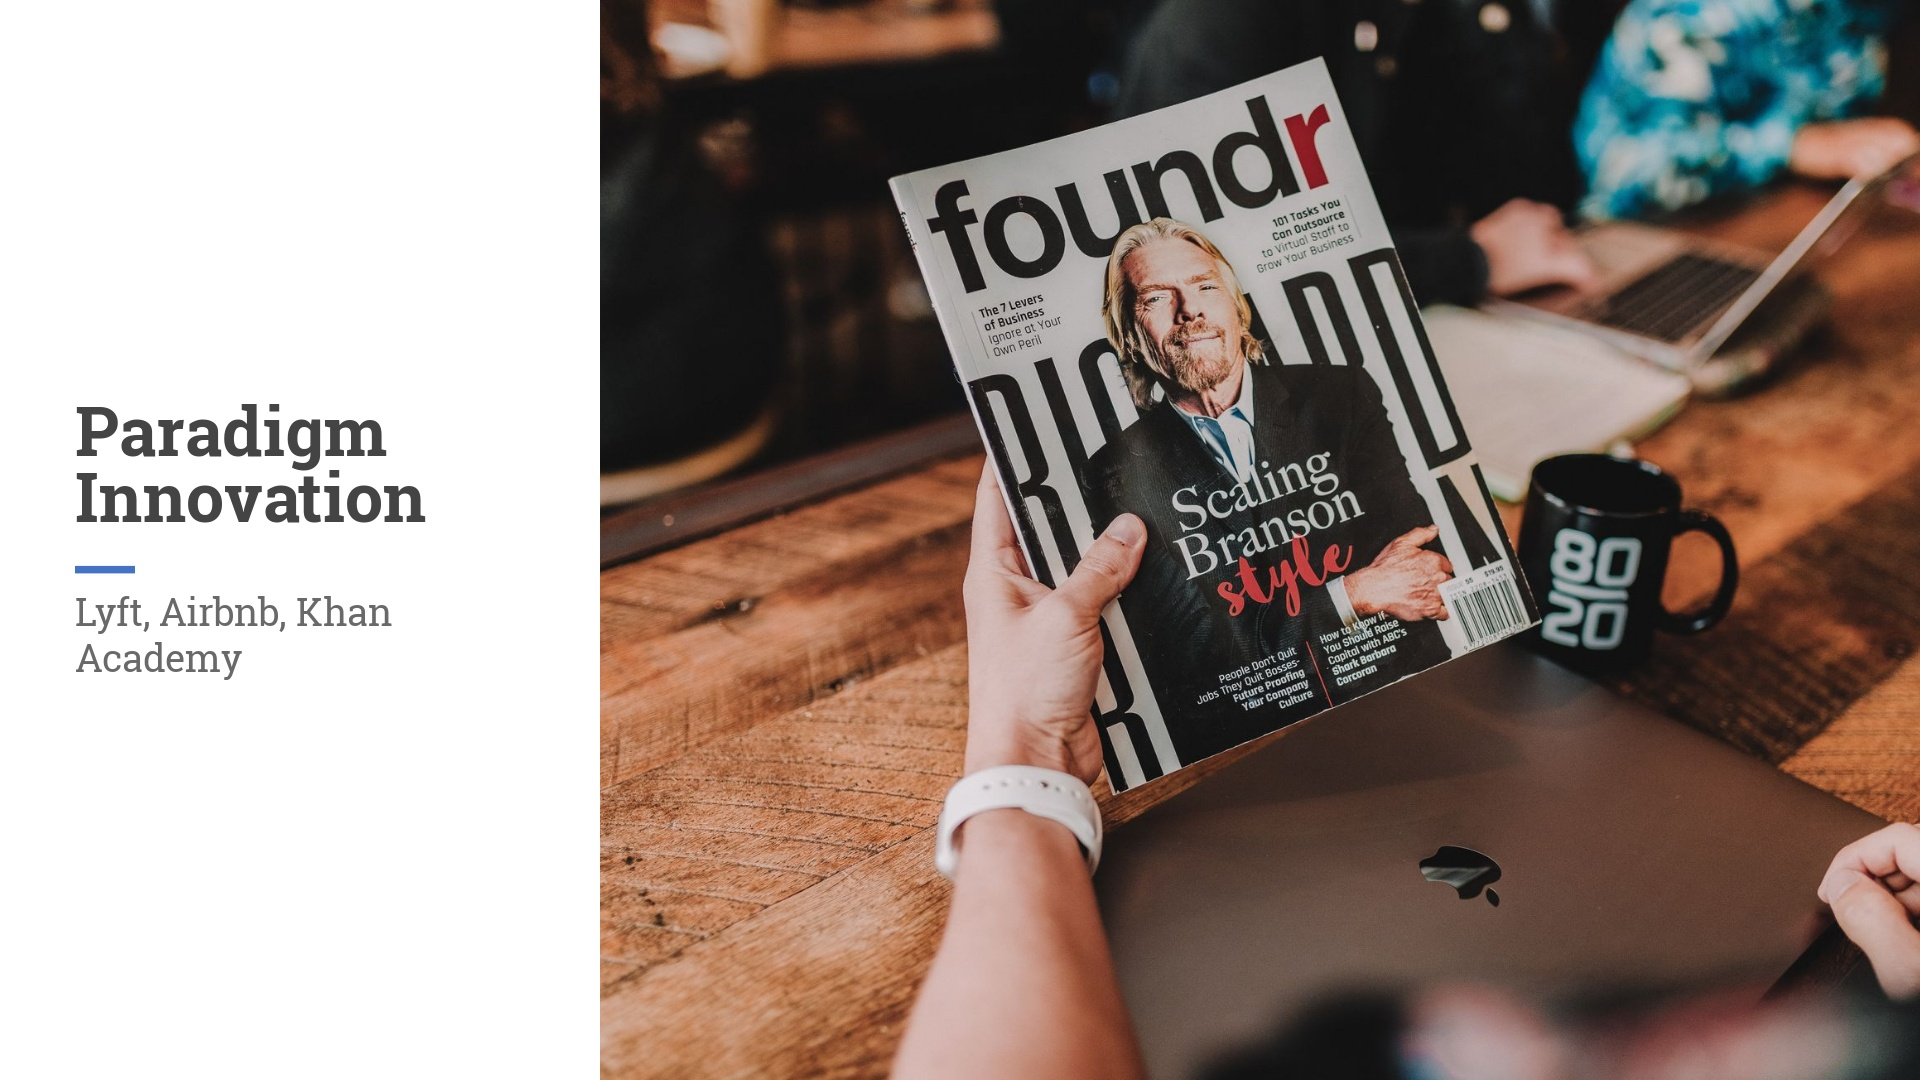 Paradigm
Innovation
Lyft, Airbnb, Khan
Academy
foundr
101 Tasks You
Can Outsource
to Virtual Staff to
Grow Your Business
The 7 Levers
of Business
Ignore at Your
Own Peril
Scaling
Branson
style
People Don't Quit
Jobs They Quit Bosses-
Future Proofing
Your Company
Culture
How to Know If
You Should Raise
Capital with ABC's
Shark Barbara
Corcoran
$19.95
80
20